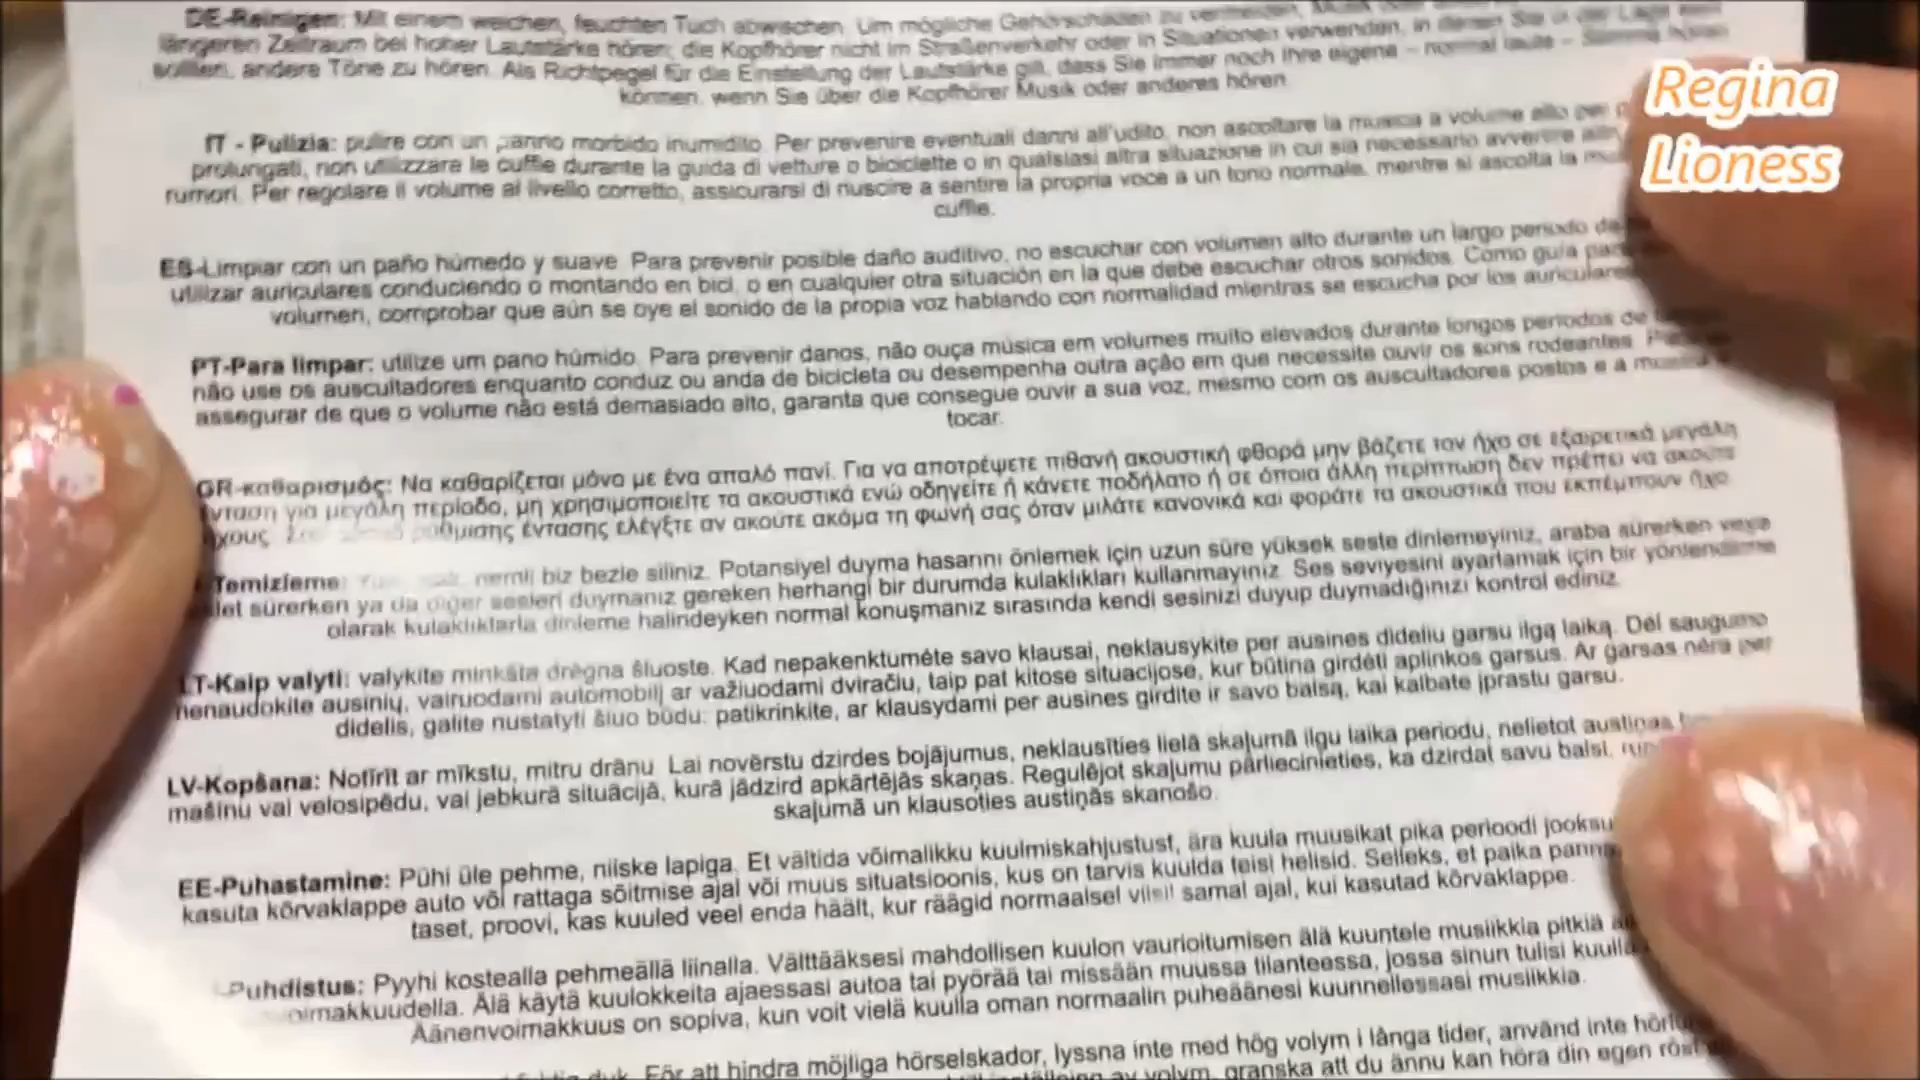 DE-Reinigen: Mit einem weichen, feuchten Tuch abwischen. Um mögliche Gehörschäden zu vermeiden,
längeren Zeitraum bei hoher Lautstärke hören; die Kopfhörer nicht im Straßenverkehr oder in Situationen verwenden, in denen Sie in der Lage sein
sollten, andere Töne zu hören. Als Richtpegel für die Einstellung der Lautstärke gilt, dass Sie immer noch Ihre eigene – normal laute – Stimme hören
können, wenn Sie über die Kopfhörer Musik oder anderes hören.
IT - Pulizia: pulire con un panno morbido inumidito. Per prevenire eventuali danni all'udito, non ascoltare la musica a volume alto per
prolungati, non utilizzare le cuffie durante la guida di vetture o biciclette o in qualsiasi altra situazione in cui sia necessario avvertire altri
rumori. Per regolare il volume al livello corretto, assicurarsi di riuscire a sentire la propria voce a un tono normale, mentre si ascolta la
cuffie.
ES-Limpiar con un paño húmedo y suave. Para prevenir posible daño auditivo, no escuchar con volumen alto durante un largo periodo de
utilizar auriculares conduciendo o montando en bici, o en cualquier otra situación en la que debe escuchar otros sonidos. Como guía para
volumen, comprobar que aún se oye el sonido de la propia voz hablando con normalidad mientras se escucha por los auriculares
PT-Para limpar: utilize um pano húmido. Para prevenir danos, não ouça música em volumes muito elevados durante longos periodos de
não use os auscultadores enquanto conduz ou anda de bicicleta ou desempenha outra ação em que necessite ouvir os sons rodeantes.
assegurar de que o volume não está demasiado alto, garanta que consegue ouvir a sua voz, mesmo com os auscultadores postos e a
tocar.
GR-καθαρισμός: Να καθαρίζεται μόνο με ένα απαλό πανί. Για να αποτρέψετε πιθανή ακουστική φθορά μην βάζετε τον ήχο σε εξαιρετικά μεγάλη
ένταση για μεγάλη περίοδο, μη χρησιμοποιείτε τα ακουστικά ενώ οδηγείτε ή κάνετε ποδήλατο ή σε όποια άλλη περίπτωση δεν πρέπει να ακούτε
ήχους ρύθμισης έντασης ελέγξτε αν ακούτε ακόμα τη φωνή σας όταν μιλάτε κανονικά και φοράτε τα ακουστικά που εκπέμπουν ήχο
Temizleme: nemli biz bezle siliniz. Potansiyel duyma hasarını önlemek için uzun süre yüksek seste dinlemeyiniz, araba sürerken veya
sürerken ya da diğer sesleri duymanız gereken herhangi bir durumda kulaklıkları kullanmayınız. Ses seviyesini ayarlamak için bir yönlendirme
olarak kulaklıklarla dinleme halindeyken normal konuşmanız sırasında kendi sesinizi duyup duymadığınızı kontrol ediniz.
LT-Kaip valyti: valykite minkšta drėgna šluoste. Kad nepakenktumėte savo klausai, neklausykite per ausines dideliu garsu ilgą laiką. Dėl saugumo
nenaudokite ausinių, vairuodami automobilį ar važiuodami dviračiu, taip pat kitose situacijose, kur būtina girdėti aplinkos garsus. Ar garsas nėra per
didelis, galite nustatyti šiuo būdu: patikrinkite, ar klausydami per ausines girdite ir savo balsą, kai kalbate įprastu garsu.
LV-Kopšana: Notīrīt ar mīkstu, mitru drānu. Lai novērstu dzirdes bojājumus, neklausīties lielā skaļumā ilgu laika periodu, nelietot austiņas
mašīnu vai velosipēdu, vai jebkurā situācijā, kurā jādzird apkārtējās skaņas. Regulējot skaļumu pārliecinieties, ka dzirdat savu balsi,
skaļumā un klausoties austiņās skanošo.
EE-Puhastamine: Pühi üle pehme, niiske lapiga. Et vältida võimalikku kuulmiskahjustust, ära kuula muusikat pika perioodi jooksul
kasuta kõrvaklappe auto või rattaga sõitmise ajal või muus situatsioonis, kus on tarvis kuulda teisi helisid. Selleks, et paika panna
taset, proovi, kas kuuled veel enda häält, kur räägid normaalsel viisil samal ajal, kui kasutad kõrvaklappe.
Puhdistus: Pyyhi kostealla pehmeällä liinalla. Välttääksesi mahdollisen kuulon vaurioitumisen älä kuuntele musiikkia pitkiä
voimakkuudella. Älä käytä kuulokkeita ajaessasi autoa tai pyörää tai missään muussa tilanteessa, jossa sinun tulisi kuulla
Äänenvoimakkuus on sopiva, kun voit vielä kuulla oman normaalin puheäänesi kuunnellessasi musiikkia.
duk. För att hindra möjliga hörselskador, lyssna inte med hög volym i långa tider, använd inte hörlurar
av volym, granska att du ännu kan höra din egen röst
Regina
Lioness